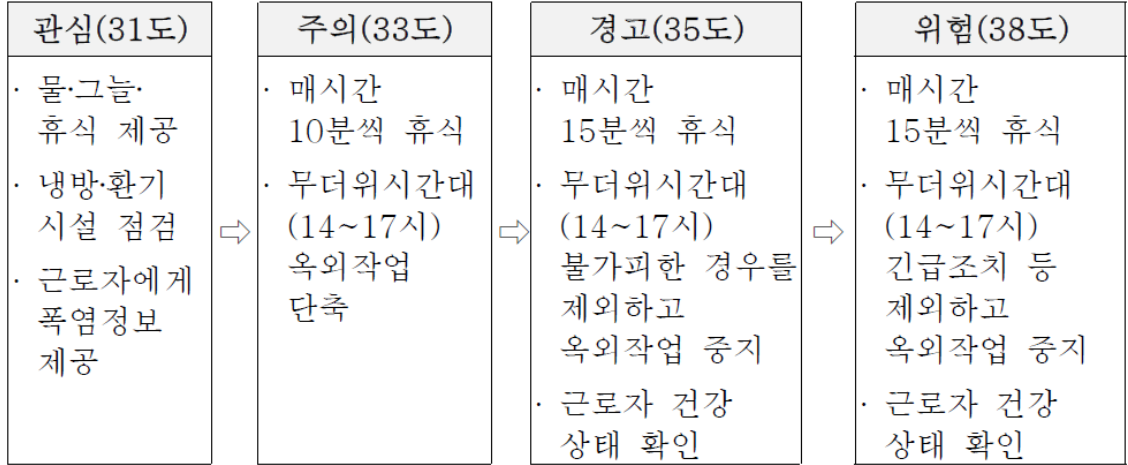 관심(31도)
· 물·그늘·
휴식 제공
· 냉방·환기
시설 점검
· 근로자에게
폭염정보
제공
⇨
주의(33도)
· 매시간
10분씩 휴식
· 무더위시간대
(14~17시)
옥외작업
단축
⇨
경고(35도)
· 매시간
15분씩 휴식
· 무더위시간대
(14~17시)
불가피한 경우를
제외하고
옥외작업 중지
· 근로자 건강
상태 확인
⇨
위험(38도)
· 매시간
15분씩 휴식
· 무더위시간대
(14~17시)
긴급조치 등
제외하고
옥외작업 중지
· 근로자 건강
상태 확인